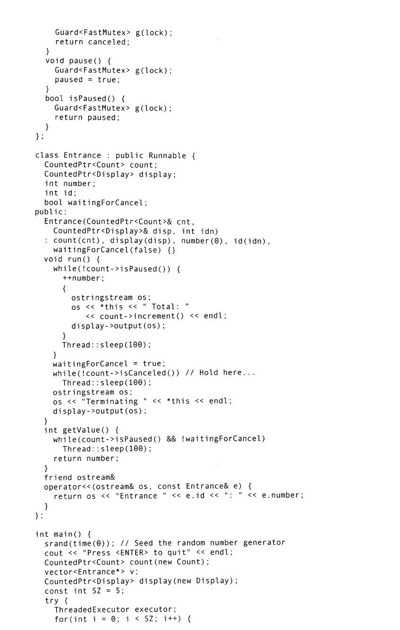 Guard<FastMutex> g(lock);
return canceled;
}
void pause() {
Guard<FastMutex> g(lock);
paused = true;
}
bool isPaused() {
Guard<FastMutex> g(lock);
return paused;
}
};
class Entrance : public Runnable {
CountedPtr<Count> count;
CountedPtr<Display> display;
int number;
int id;
bool waitingForCancel;
public:
Entrance(CountedPtr<Count>& cnt,
CountedPtr<Display>& disp, int idn)
: count(cnt), display(disp), number(0), id(idn),
waitingForCancel(false) {}
void run() {
while(!count->isPaused()) {
++number;
{
ostringstream os;
os << *this << " Total: "
<< count->increment() << endl;
display->output(os);
}
Thread::sleep(100);
}
waitingForCancel = true;
while(!count->isCanceled()) // Hold here...
Thread::sleep(100);
ostringstream os;
os << "Terminating " << *this << endl;
display->output(os);
}
int getValue() {
while(count->isPaused() && !waitingForCancel)
Thread::sleep(100);
return number;
}
friend ostream&
operator<<(ostream& os, const Entrance& e) {
return os << "Entrance " << e.id << ": " << e.number;
}
};
int main() {
srand(time(0)); // Seed the random number generator
cout << "Press <ENTER> to quit" << endl;
CountedPtr<Count> count(new Count);
vector<Entrance*> v;
CountedPtr<Display> display(new Display);
const int SZ = 5;
try {
ThreadedExecutor executor;
for(int i = 0; i < SZ; i++) {